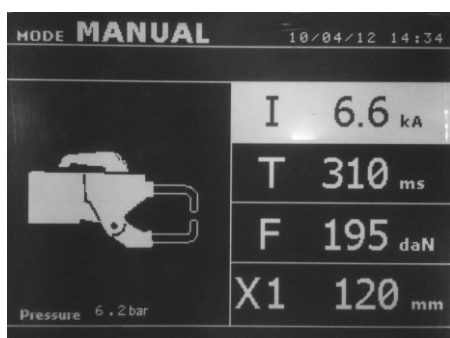 MODE MANUAL 10/04/12 14:34
I 6.6 kA
T 310 ms
F 195 daN
X1 120 mm
Pressure 6.2bar